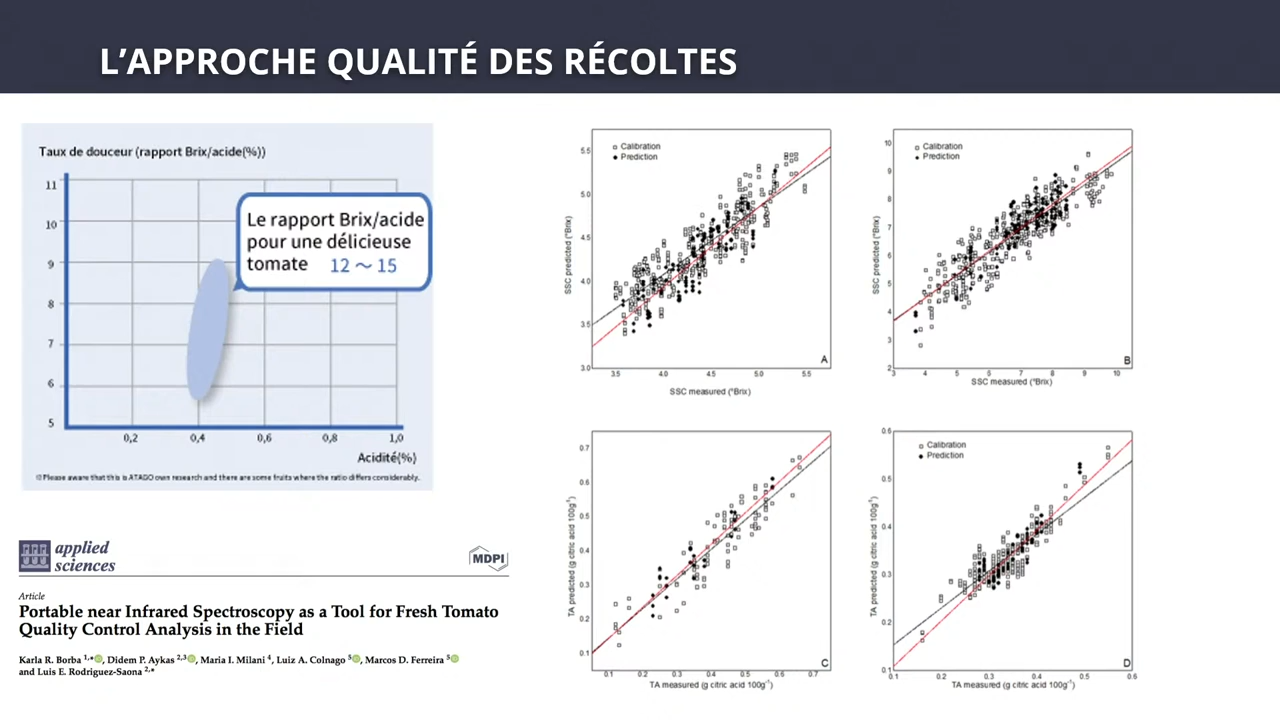 L’APPROCHE QUALITÉ DES RÉCOLTES
Taux de douceur (rapport Brix/acide(%))
11
10
9
8
7
6
5
0,2
0,4
0,6
0,8
1,0
Acidité(%)
Le rapport Brix/acide
pour une délicieuse
tomate 12 ～ 15
※Please aware that this is ATAGO own research and there are some fruits where the ratio differs considerably.
applied
sciences
MDPI
Article
Portable near Infrand Spectroscopy as a Tool for Fresh Tomato
Quality Control Analysis in the Field
Karla R. Borba 1,*, Didem P. Aykas 2,3, Maria I. Milani 4, Luiz A. Colnago 5, Marcos D. Ferreira 5
and Luis E. Rodriguez-Saona 2,*
Calibration
Prediction
SSC predicted (°Brix)
5.5
5.0
4.5
4.0
3.5
3.0
3.5
4.0
4.5
5.0
5.5
A
SSC measured (°Brix)
Calibration
Prediction
SSC predicted (°Brix)
10
9
8
7
6
5
4
3
2
3
4
5
6
7
8
9
10
B
SSC measured (°Brix)
TA predicted (g citric acid 100g-1)
0.7
0.6
0.5
0.4
0.3
0.2
0.1
0.1
0.2
0.3
0.4
0.5
0.6
0.7
C
TA measured (g citric acid 100g-1)
Calibration
Prediction
TA predicted (g citric acid 100g-1)
0.6
0.5
0.4
0.3
0.2
0.1
0.1
0.2
0.3
0.4
0.5
0.6
D
TA measured (g citric acid 100g-1)